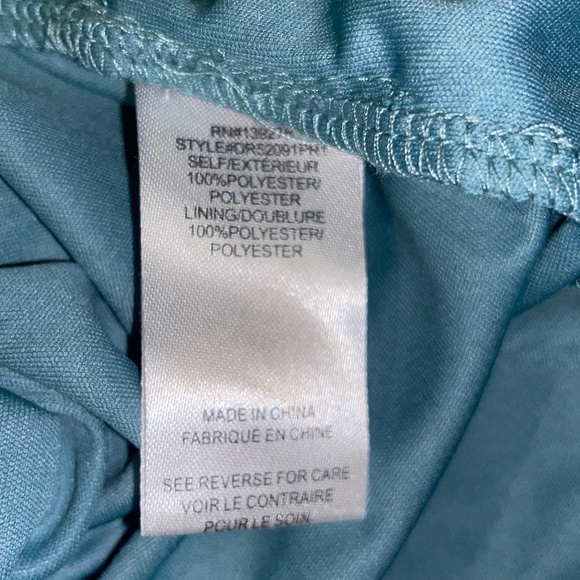 STYLE#DR52091PH1
SELF/EXTÉRIEUR
100%POLYESTER/
POLYESTER
LINING/DOUBLURE
100%POLYESTER/
POLYESTER
MADE IN CHINA
FABRIQUÉ EN CHINE
SEE REVERSE FOR CARE
VOIR LE CONTRAIRE
POUR LE SOIN